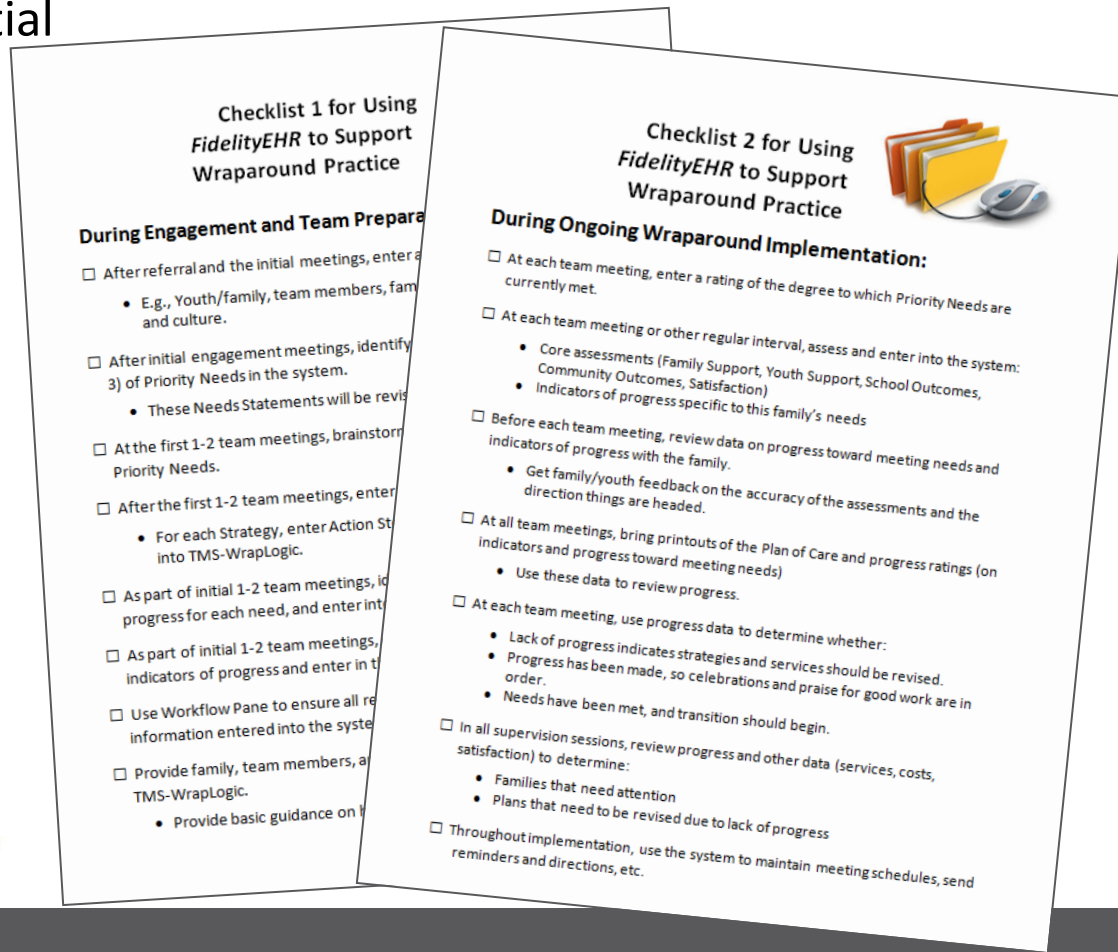 tial
Checklist 1 for Using
FidelityEHR to Support
Wraparound Practice
During Engagement and Team
☐ After referral and the initial meetings, enter
• E.g., Youth/family, team members,
and culture.
☐ After initial engagement meetings, identify
3) of Priority Needs in the system.
• These Needs Statements will be
☐ At the first 1-2 team meetings,
Priority Needs.
☐ After the first 1-2 team meetings, enter
• For each Strategy, enter Action
into TMS-WrapLogic.
☐ As part of initial 1-2 team meetings,
progress for each need, and enter
☐ As part of initial 1-2 team meetings,
indicators of progress and enter in
☐ Use Workflow Pane to ensure all
information entered into the
☐ Provide family, team members,
TMS-WrapLogic.
• Provide basic guidance on
Checklist 2 for Using
FidelityEHR to Support
Wraparound Practice
During Ongoing Wraparound Implementation:
☐ At each team meeting, enter a rating of the degree to which Priority Needs are
currently met.
☐ At each team meeting or other regular interval, assess and enter into the system:
• Core assessments (Family Support, Youth Support, School Outcomes,
Community Outcomes, Satisfaction)
• Indicators of progress specific to this family's needs
☐ Before each team meeting, review data on progress toward meeting needs and
indicators of progress with the family.
• Get family/youth feedback on the accuracy of the assessments and the
direction things are headed.
☐ At all team meetings, bring printouts of the Plan of Care and progress ratings (on
indicators and progress toward meeting needs)
• Use these data to review progress.
☐ At each team meeting, use progress data to determine whether:
• Lack of progress indicates strategies and services should be revised.
• Progress has been made, so celebrations and praise for good work are in
order.
• Needs have been met, and transition should begin.
☐ In all supervision sessions, review progress and other data (services, costs,
satisfaction) to determine:
• Families that need attention
• Plans that need to be revised due to lack of progress
☐ Throughout implementation, use the system to maintain meeting schedules, send
reminders and directions, etc.